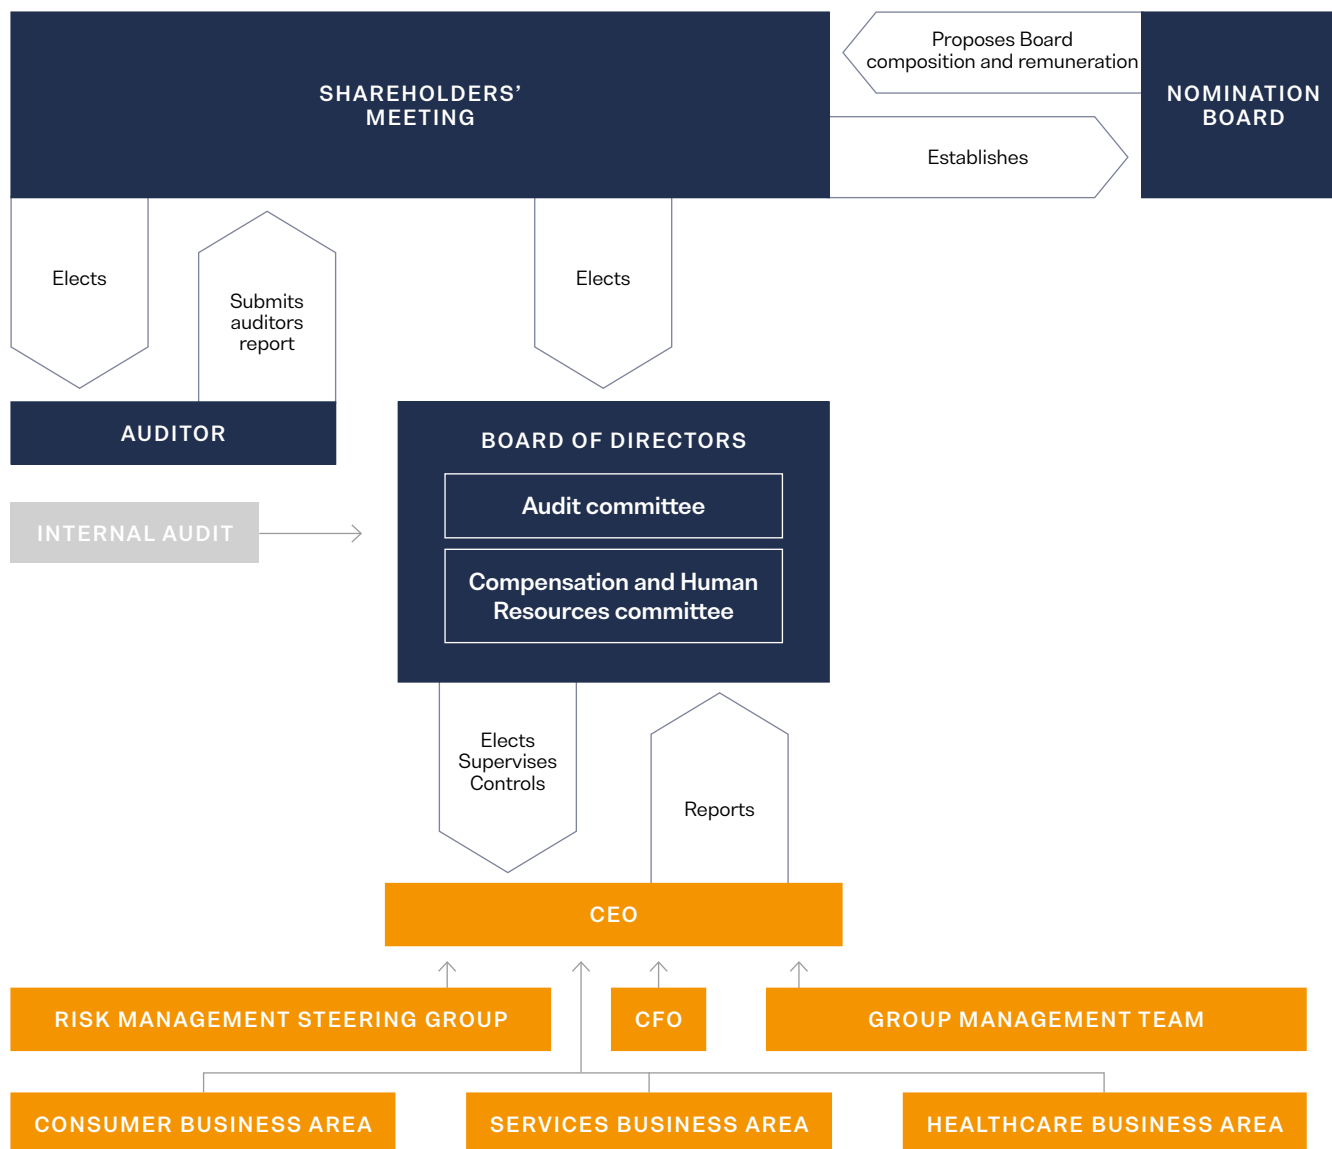 SHAREHOLDERS’
MEETING
Proposes Board
composition and remuneration
NOMINATION
BOARD
Establishes
Elects
Submits
auditors
report
Elects
AUDITOR
INTERNAL AUDIT
BOARD OF DIRECTORS
Audit committee
Compensation and Human
Resources committee
Elects
Supervises
Controls
Reports
CEO
RISK MANAGEMENT STEERING GROUP
CFO
GROUP MANAGEMENT TEAM
CONSUMER BUSINESS AREA
SERVICES BUSINESS AREA
HEALTHCARE BUSINESS AREA